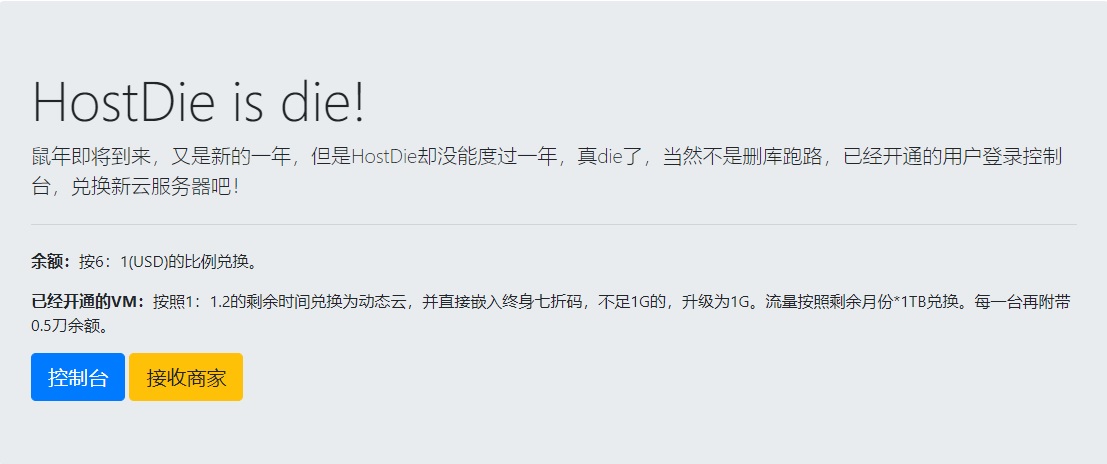 HostDie is die!
鼠年即将到来，又是新的一年，但是HostDie却没能度过一年，真die了，当然不是删库跑路，已经开通的用户登录控制
台，兑换新云服务器吧！
余额：按6：1(USD)的比例兑换。
已经开通的VM：按照1：1.2的剩余时间兑换为动态云，并直接嵌入终身七折码，不足1G的，升级为1G。流量按照剩余月份*1TB兑换。每一台再附带
0.5刀余额。
控制台 接收商家